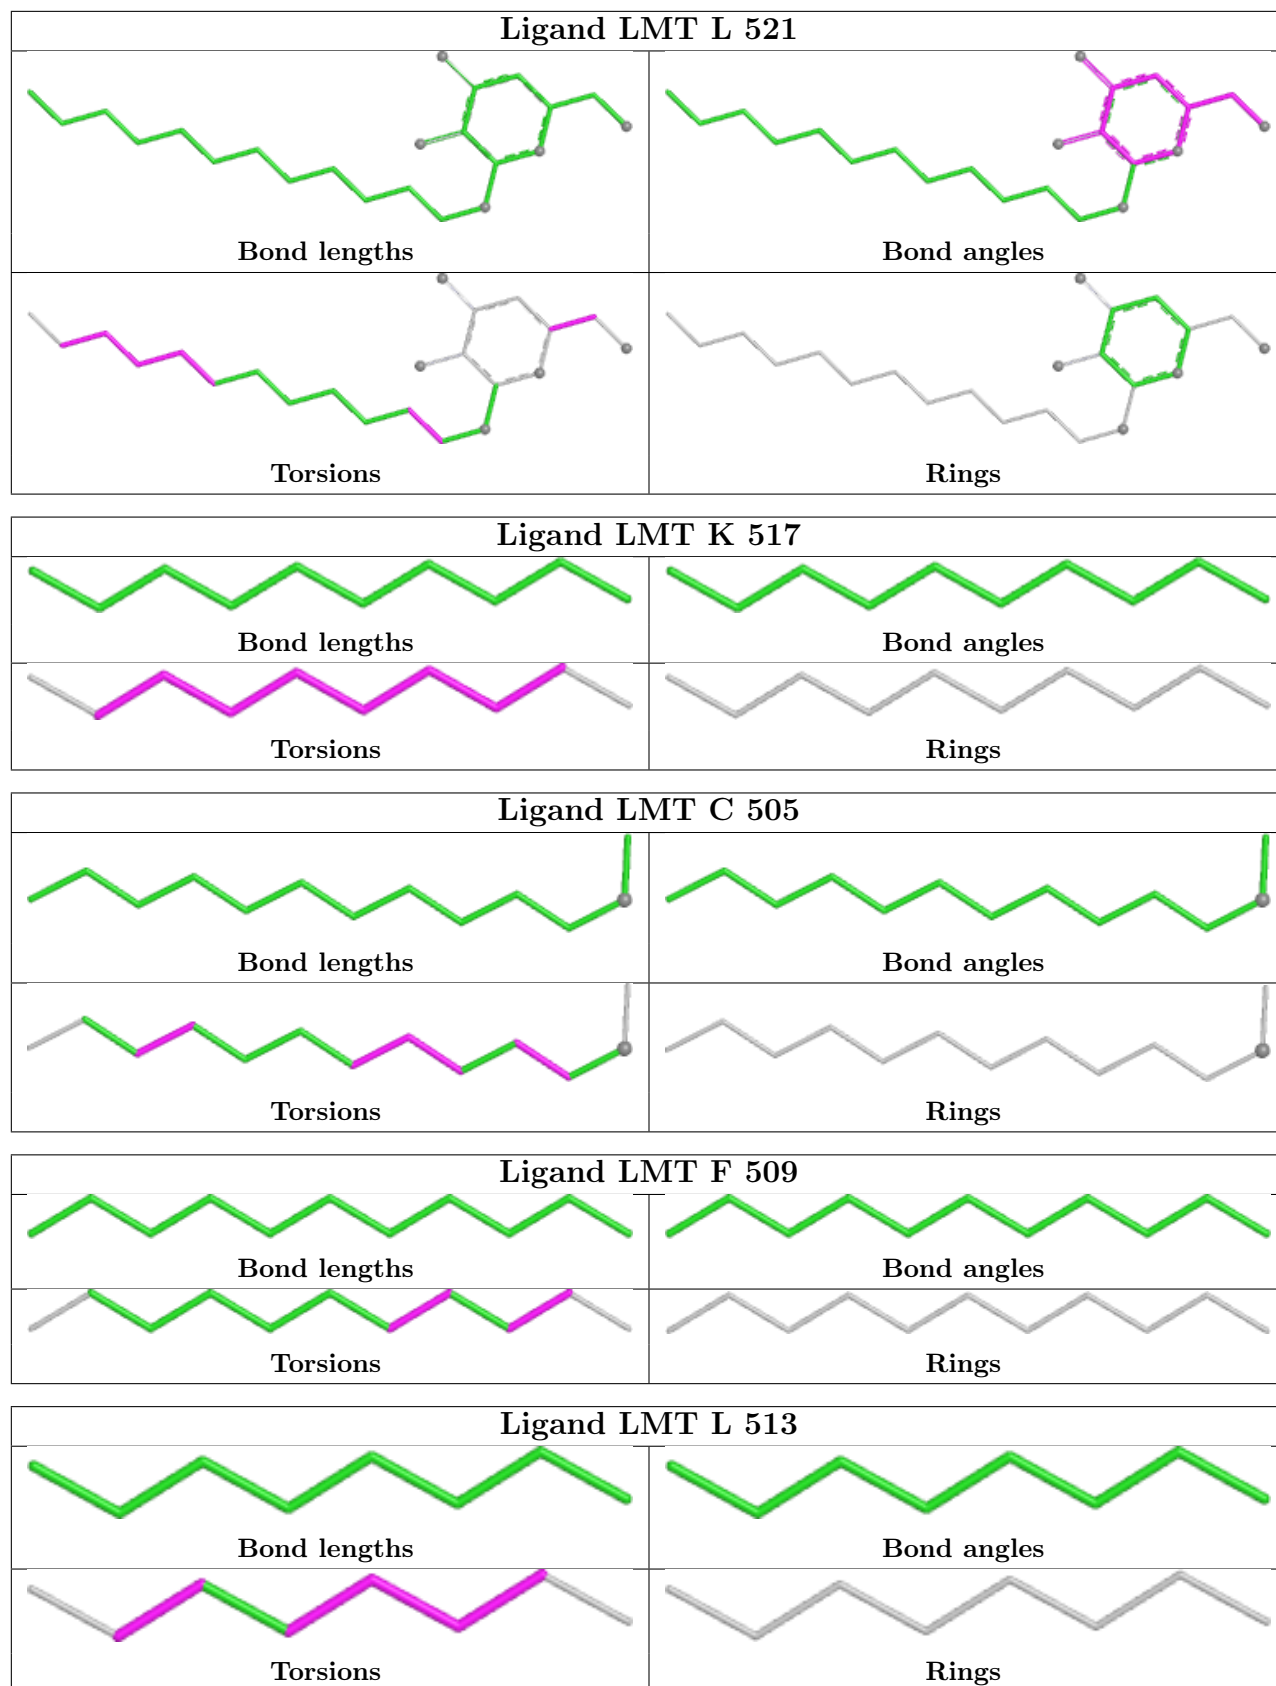 Ligand LMT L 521
Bond lengths
Bond angles
Torsions
Rings
Ligand LMT K 517
Bond lengths
Bond angles
Torsions
Rings
Ligand LMT C 505
Bond lengths
Bond angles
Torsions
Rings
Ligand LMT F 509
Bond lengths
Bond angles
Torsions
Rings
Ligand LMT L 513
Bond lengths
Bond angles
Torsions
Rings